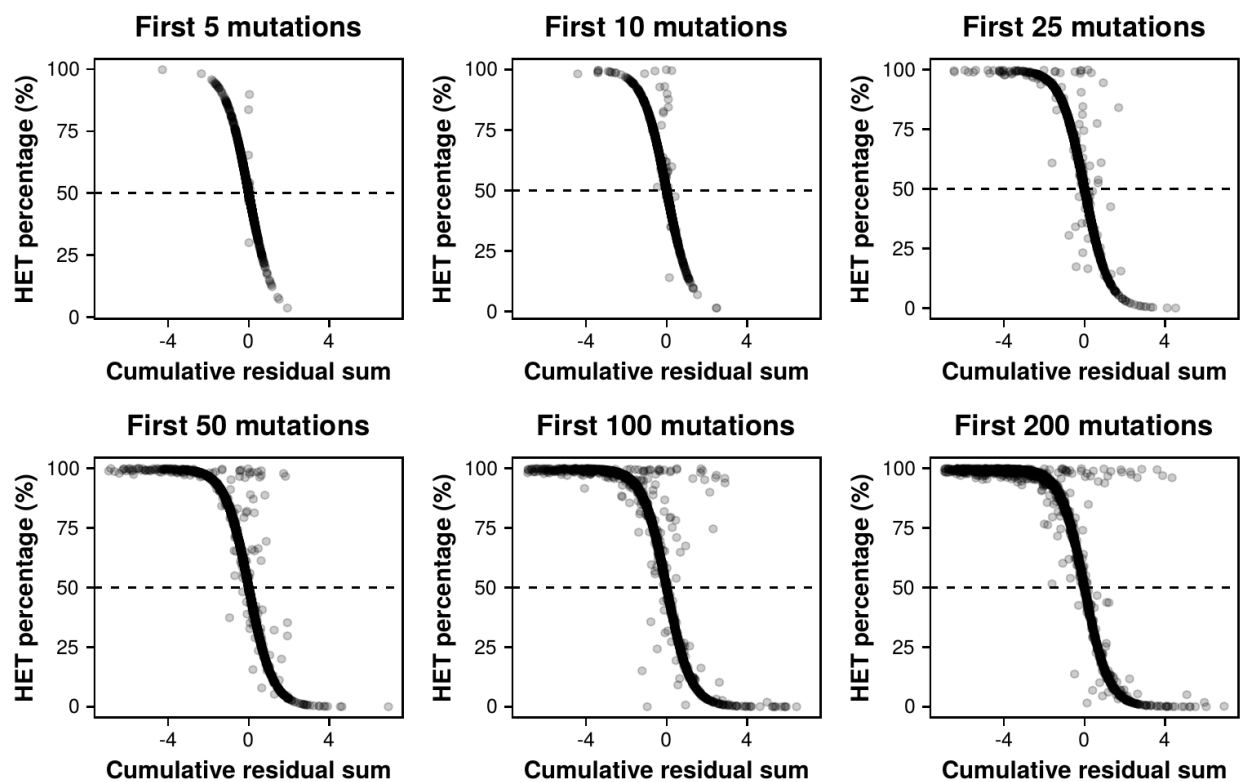 First 5 mutations
First 10 mutations
First 25 mutations
HET percentage (%)
100
75
50
25
0
-4 0 4
Cumulative residual sum
HET percentage (%)
100
75
50
25
0
-4 0 4
Cumulative residual sum
HET percentage (%)
100
75
50
25
0
-4 0 4
Cumulative residual sum
First 50 mutations
First 100 mutations
First 200 mutations
HET percentage (%)
100
75
50
25
0
-4 0 4
Cumulative residual sum
HET percentage (%)
100
75
50
25
0
-4 0 4
Cumulative residual sum
HET percentage (%)
100
75
50
25
0
-4 0 4
Cumulative residual sum